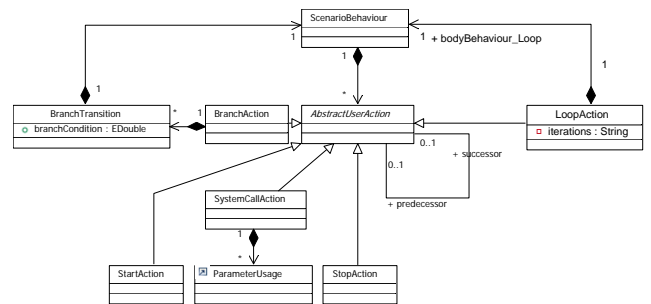 ScenarioBehaviour
1
1
+ bodyBehaviour_Loop
1
1
*
1
BranchTransition
branchCondition : EDouble
*
1
BranchAction
AbstractUserAction
LoopAction
iterations : String
0..1
+ successor
0..1
+ predecessor
SystemCallAction
1
*
StartAction
ParameterUsage
StopAction